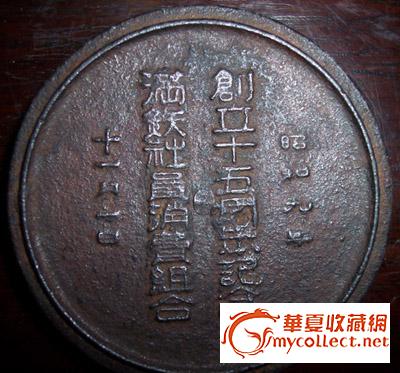 昭和九年
創立十五周年記念
滿鉄社員消費組合
十一月一日
華夏收藏網
mycollect.net